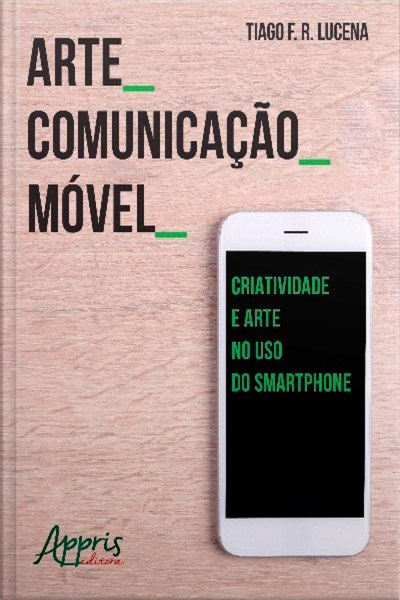 TIAGO F. R. LUCENA
ARTE_
COMUNICAÇÃO_
MÓVEL_
CRIATIVIDADE
E ARTE
NO USO
DO SMARTPHONE
Appris
editora